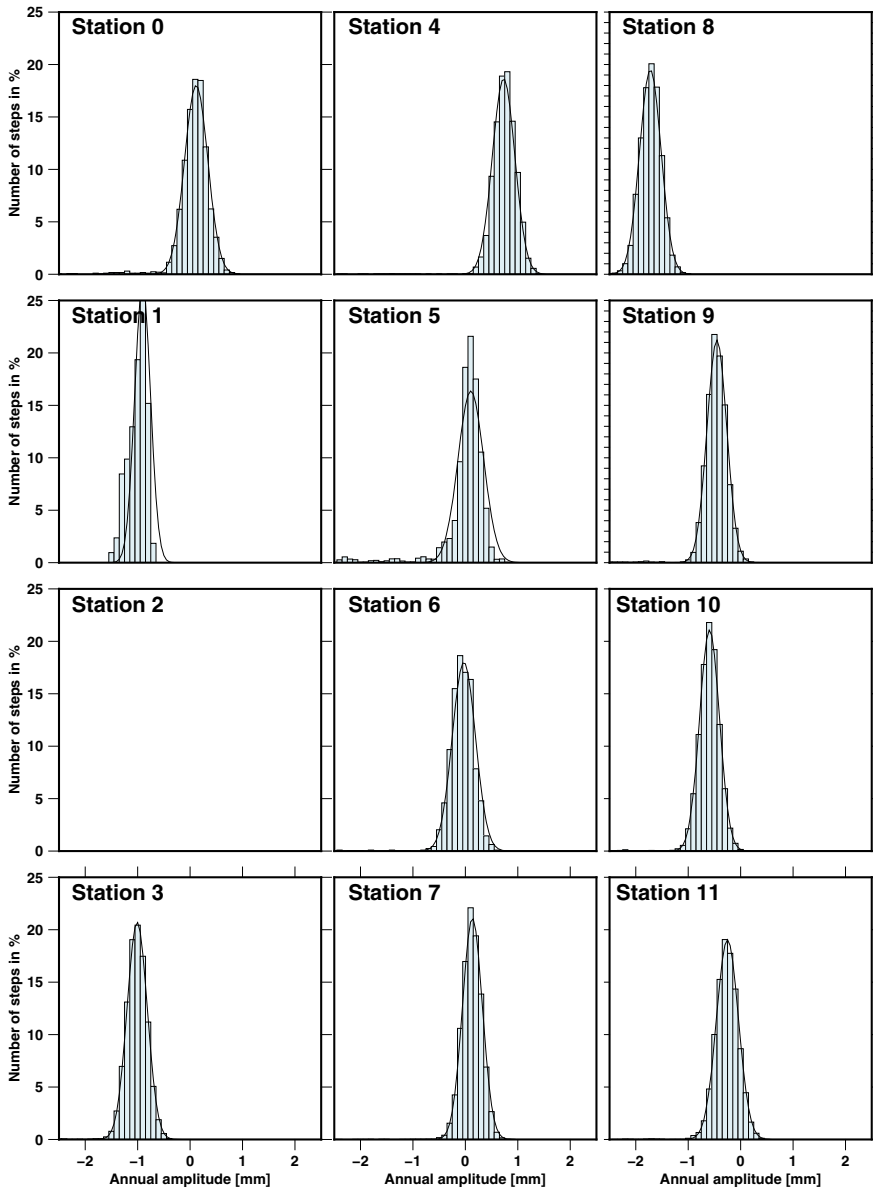 Station 0
Station 4
Station 8
Number of steps in %
25
20
15
10
5
0
Station 1
Station 5
Station 9
Number of steps in %
25
20
15
10
5
0
Station 2
Station 6
Station 10
Number of steps in %
25
20
15
10
5
0
Station 3
Station 7
Station 11
Number of steps in %
25
20
15
10
5
0
−2 −1 0 1 2
−2 −1 0 1 2
−2 −1 0 1 2
Annual amplitude [mm]
Annual amplitude [mm]
Annual amplitude [mm]